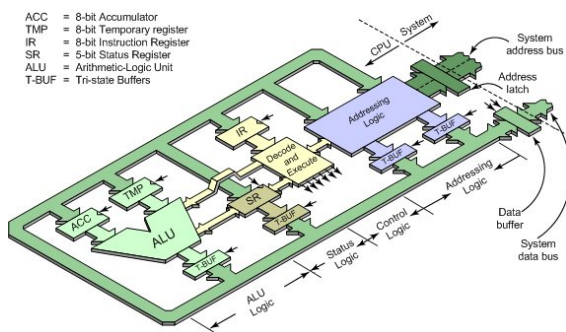 ACC = 8-bit Accumulator
TMP = 8-bit Temporary register
IR = 8-bit Instruction Register
SR = 5-bit Status Register
ALU = Arithmetic-Logic Unit
T-BUF = Tri-state Buffers
CPU
System
System
address bus
Address
latch
Addressing
Logic
IR
T-BUF
T-BUF
Decode
and
Execute
TMP
ACC
SR
T-BUF
ALU
T-BUF
Addressing
Logic
Control
Logic
Status
Logic
ALU
Logic
Data
buffer
System
data bus